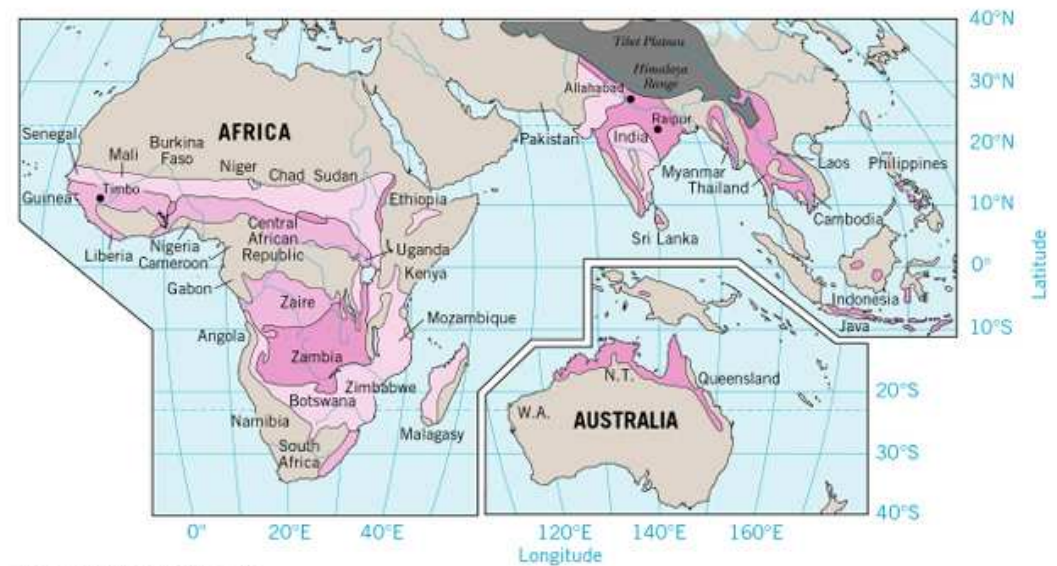 40°N
Tibet Plateau
Himalaya
Range
30°N
Allahabad
Senegal
Burkina
Faso
AFRICA
Pakistan
Raipur
India
20°N
Mali
Niger
Chad
Sudan
Myanmar
Laos
Philippines
Thailand
Timbo
Guinea
Ethiopia
10°N
Cambodia
Central
African
Republic
Sri Lanka
Liberia
Nigeria
Cameroon
Uganda
Latitude
0°
Kenya
Gabon
Zaire
Indonesia
Mozambique
Java
10°S
Angola
Zambia
N.T.
Queensland
Zimbabwe
20°S
Botswana
W.A.
AUSTRALIA
Namibia
Malagasy
South
Africa
30°S
40°S
0°
20°E
40°E
120°E
140°E
160°E
Longitude